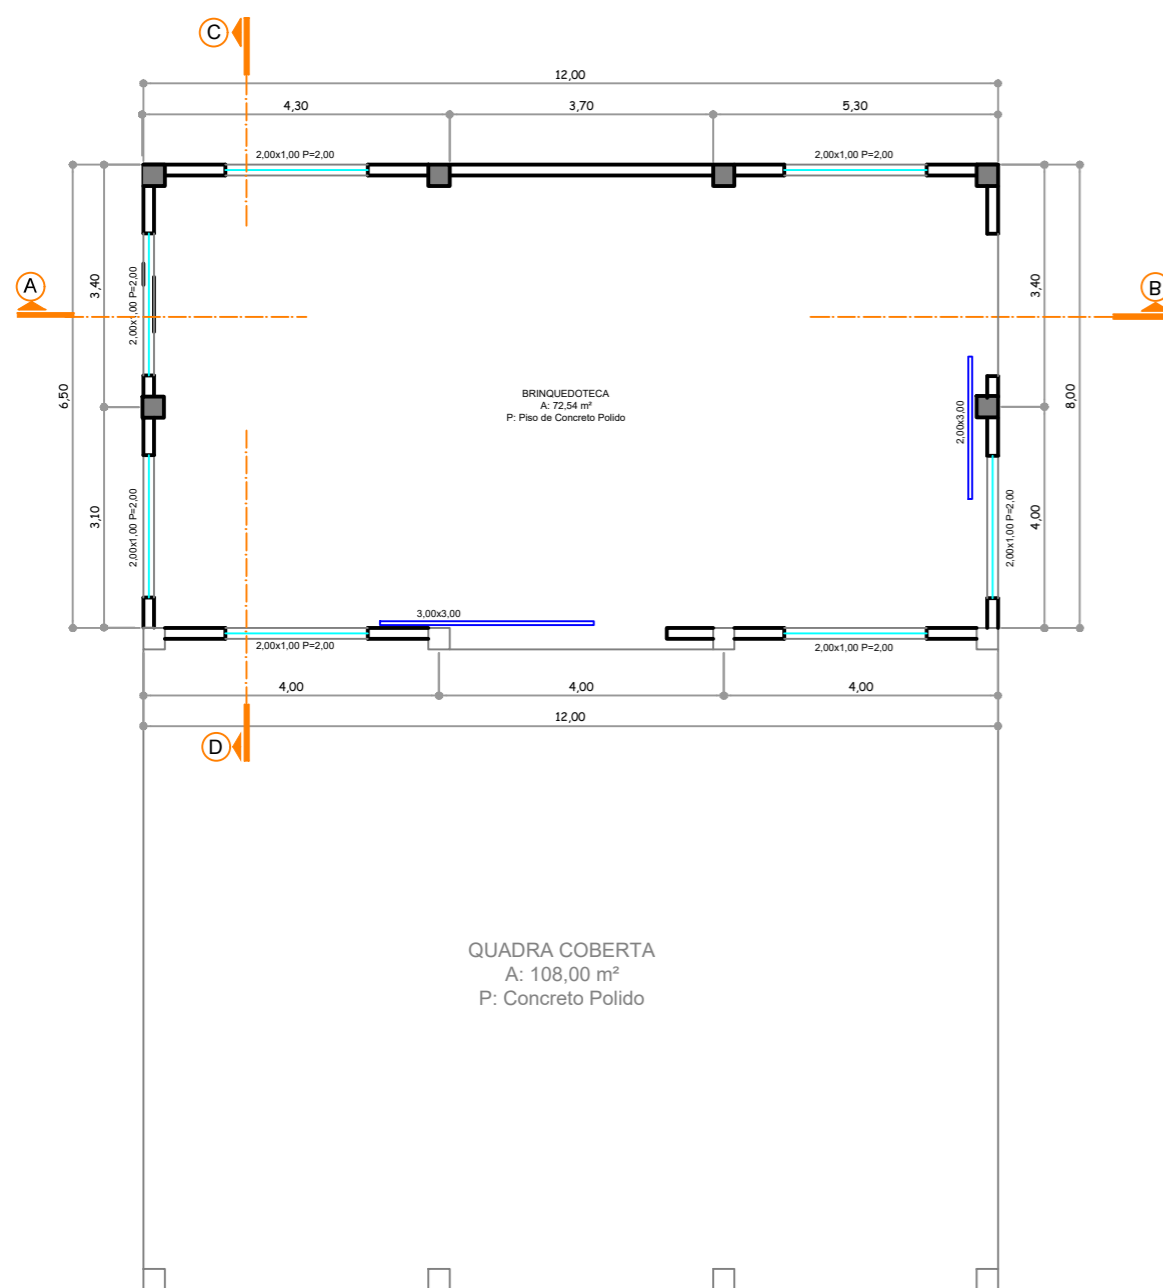 C
12,00
4,30
3,70
5,30
2,00x1,00 P=2,00
2,00x1,00 P=2,00
A
B
3,40
2,00x1,00 P=2,00
3,40
6,50
8,00
BRINQUEDOTECA
A: 72,54 m²
P: Piso de Concreto Polido
2,00x3,00
3,10
2,00x1,00 P=2,00
2,00x1,00 P=2,00
4,00
3,00x3,00
2,00x1,00 P=2,00
2,00x1,00 P=2,00
4,00
4,00
4,00
12,00
D
QUADRA COBERTA
A: 108,00 m²
P: Concreto Polido